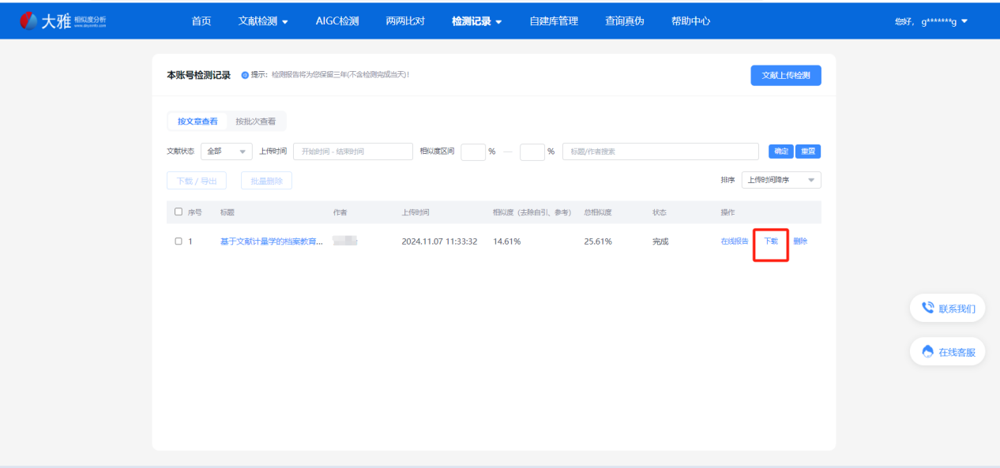 大雅 相似度分析 www.dayainfo.com 首页 文献检测 AIGC检测 两两比对 检测记录 自建库管理 查询真伪 帮助中心 您好，g*******g
本账号检测记录 提示：检测报告将为您保留三年(不含检测完成当天)！ 文献上传检测
按文章查看 按批次查看
文献状态 全部 上传时间 开始时间 - 结束时间 相似度区间 % — % 标题/作者搜索 确定 重置
下载 / 导出 批量删除 排序 上传时间降序
序号 标题 作者 上传时间 相似度（去除自引、参考） 总相似度 状态 操作
1 基于文献计量学的档案教育... 2024.11.07 11:33:32 14.61% 25.61% 完成 在线报告 下载 删除
联系我们
在线客服